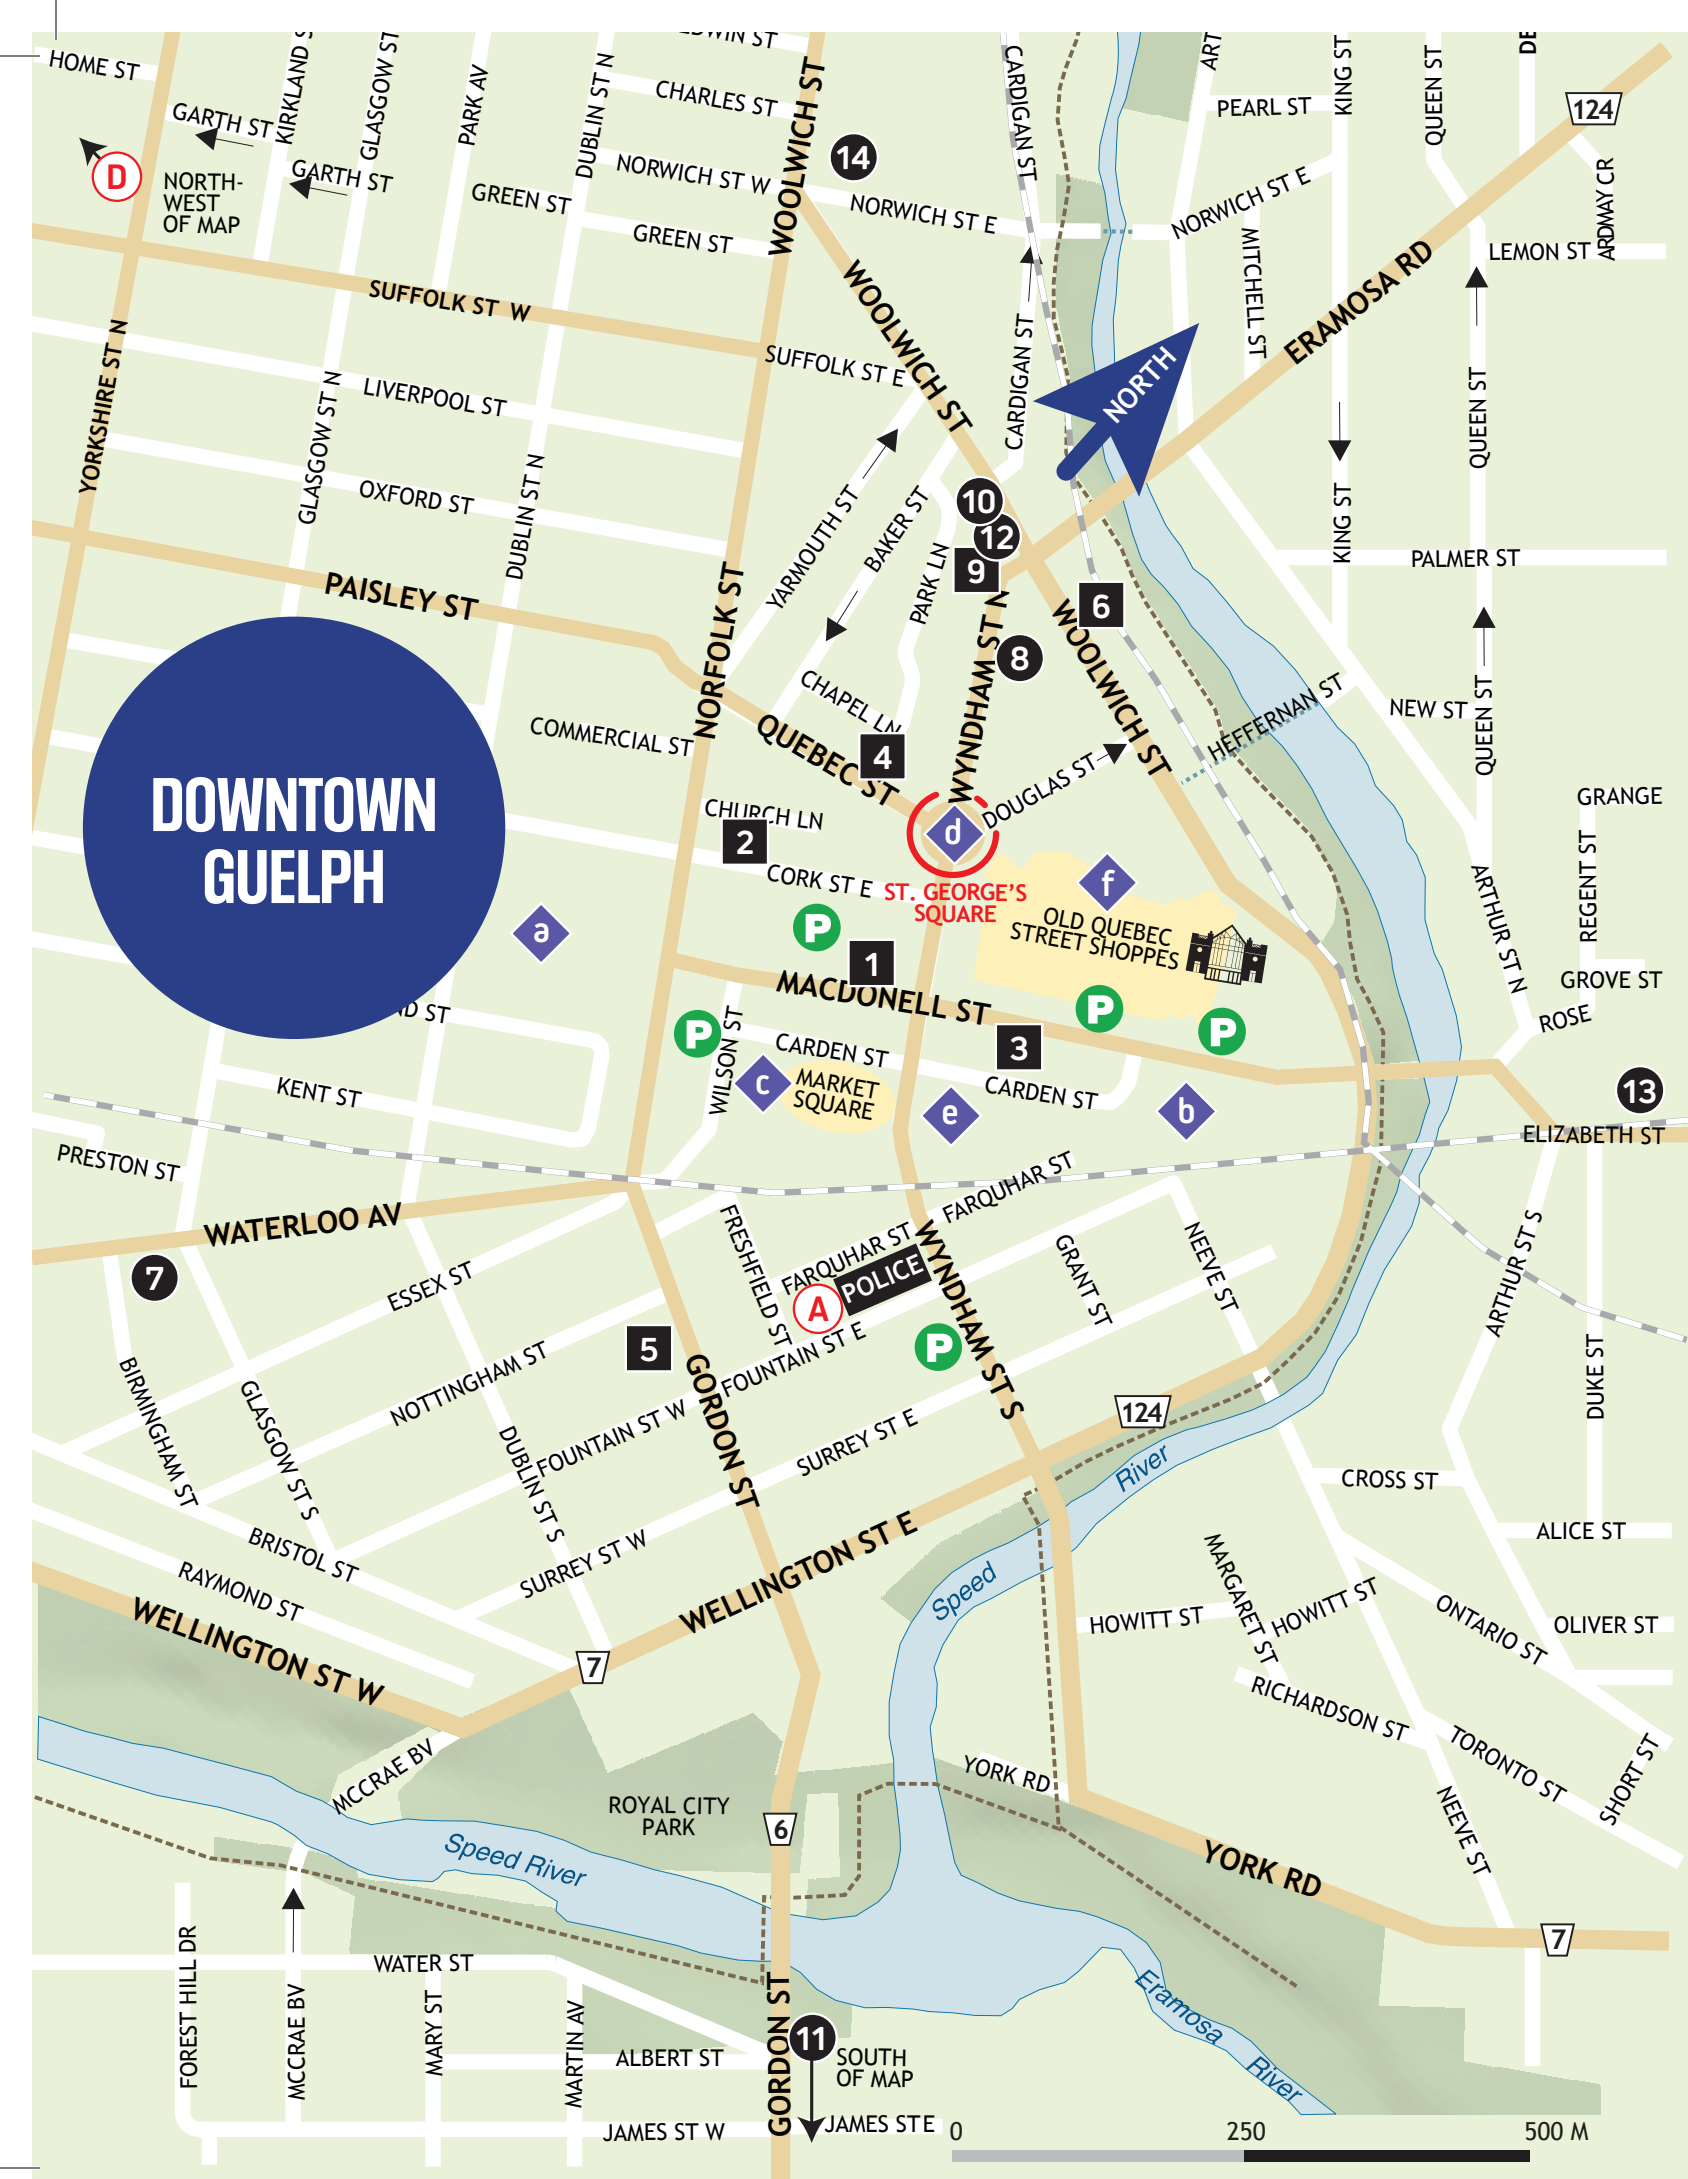 HOME ST
GARTH ST
KIRKLAND S
GLASGOW ST
PARK AV
DUBLIN ST N
CHARLES ST
WOOLWICH ST
14
CARDIGAN ST
ART
PEARL ST
KING ST
QUEEN ST
DE
124
D
NORTH-
WEST
OF MAP
GARTH ST
GREEN ST
NORWICH ST W
GREEN ST
NORWICH ST E
NORWICH ST E
MITCHELL ST
LEMON ST
ERAMOSA RD
SUFFOLK ST W
WOOLWICH ST
SUFFOLK ST E
CARDIGAN ST
NORTH
YORKSHIRE ST N
GLASGOW ST N
LIVERPOOL ST
QUEEN ST
OXFORD ST
DUBLIN ST N
YARMOUTH ST
BAKER ST
PARK LN
10
12
9
KING ST
PALMER ST
PAISLEY ST
NORFOLK ST
6
8
WOOLWICH ST
WYNDHAM ST N
CHAPEL LN
HEFFERNAN ST
NEW ST
QUEEN ST
COMMERCIAL ST
QUEBEC ST
4
DOUGLAS ST
DOWNTOWN
GUELPH
CHURCH LN
2
d
GRANGE
CORK ST E
ST. GEORGE'S
SQUARE
f
OLD QUEBEC
STREET SHOPPES
ARTHUR ST N
REGENT ST
a
P
1
MACDONELL ST
GROVE ST
ROSE
ND ST
P
WILSON ST
CARDEN ST
3
P
P
KENT ST
c
MARKET
SQUARE
e
CARDEN ST
b
13
ELIZABETH ST
PRESTON ST
WATERLOO AV
FARQUHAR ST
FRESHFIELD ST
FARQUHAR ST
POLICE
A
WYNDHAM ST S
GRANT ST
NEEVE ST
ARTHUR ST S
7
ESSEX ST
5
FOUNTAIN ST E
P
BIRMINGHAM ST
GLASGOW ST S
NOTTINGHAM ST
GORDON ST
DUKE ST
124
DUBLIN ST S
FOUNTAIN ST W
SURREY ST E
River
CROSS ST
BRISTOL ST
SURREY ST W
WELLINGTON ST E
Speed
ALICE ST
RAYMOND ST
MARGARET ST
HOWITT ST
HOWITT ST
ONTARIO ST
OLIVER ST
WELLINGTON ST W
7
RICHARDSON ST
TORONTO ST
SHORT ST
MCCRAE BV
YORK RD
NEEVE ST
ROYAL CITY
PARK
6
Speed River
YORK RD
7
FOREST HILL DR
MCCRAE BV
WATER ST
MARY ST
MARTIN AV
GORDON ST
Eramosa
River
11
SOUTH
OF MAP
ALBERT ST
JAMES ST W
JAMES ST E
0
250
500 M